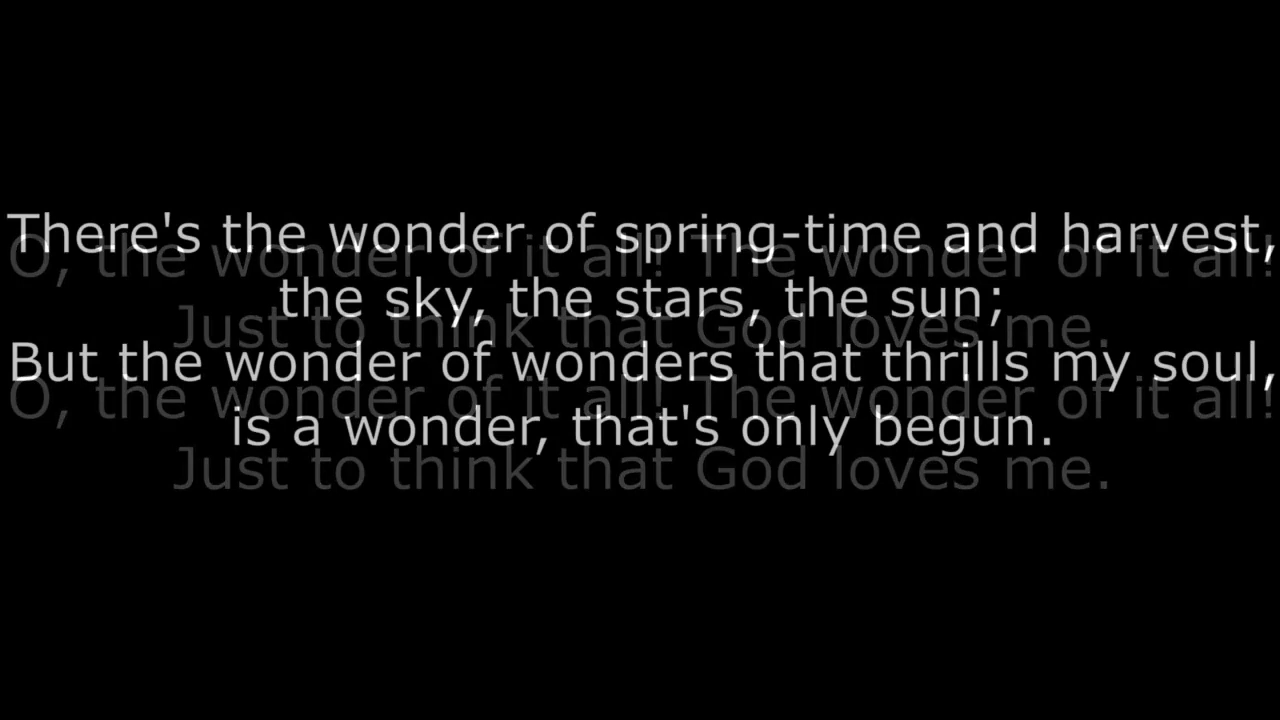 There's the wonder of spring-time and harvest,
the sky, the stars, the sun;
But the wonder of wonders that thrills my soul,
is a wonder, that's only begun.
O, the wonder of it all! The wonder of it all!
Just to think that God loves me.
O, the wonder of it all! The wonder of it all!
Just to think that God loves me.